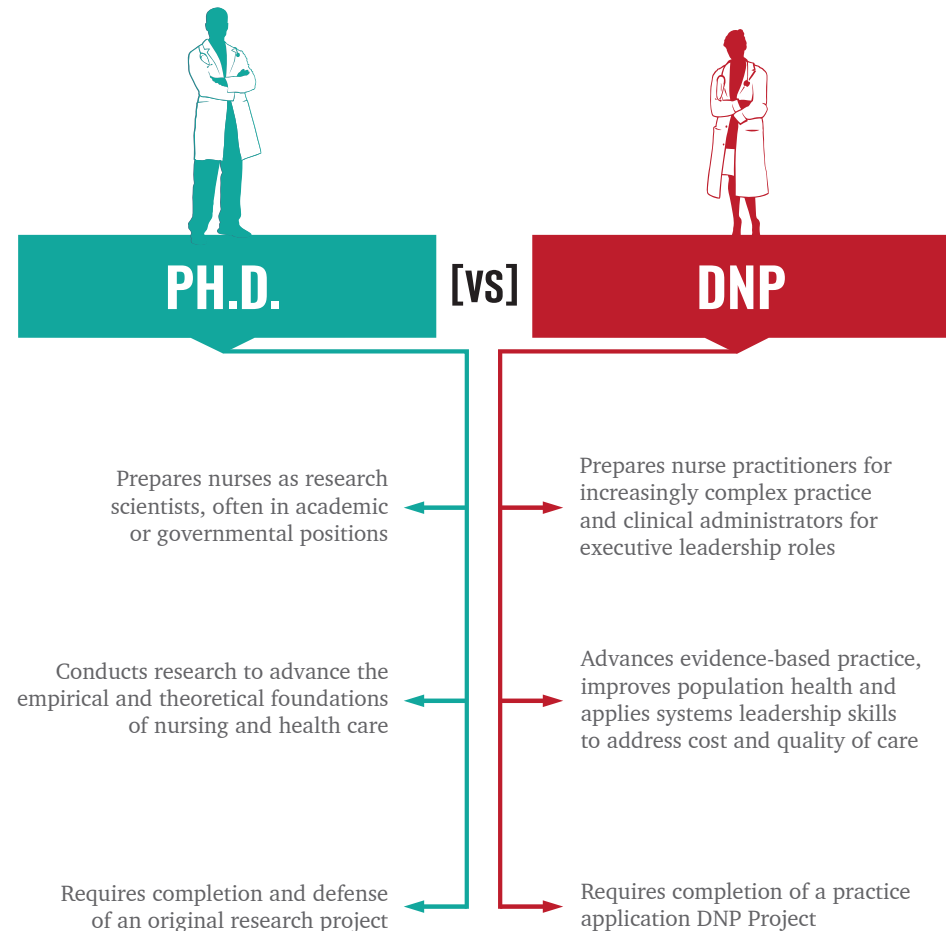 PH.D.
[VS]
DNP
Prepares nurses as research
scientists, often in academic
or governmental positions
Prepares nurse practitioners for
increasingly complex practice
and clinical administrators for
executive leadership roles
Conducts research to advance the
empirical and theoretical foundations
of nursing and health care
Advances evidence-based practice,
improves population health and
applies systems leadership skills
to address cost and quality of care
Requires completion and defense
of an original research project
Requires completion of a practice
application DNP Project